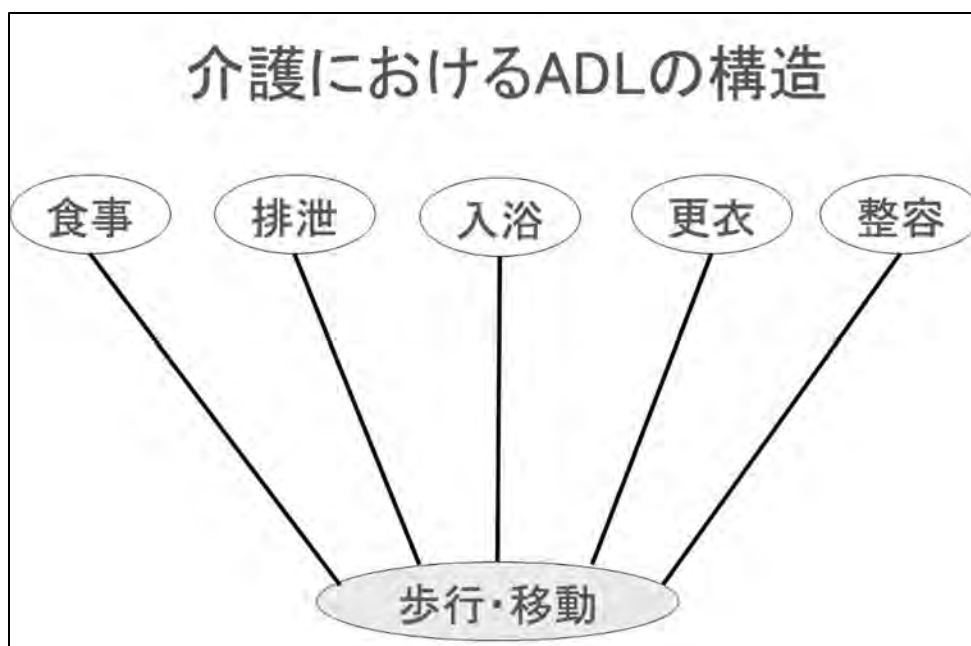 介護におけるADLの構造
食事
排泄
入浴
更衣
整容
歩行・移動